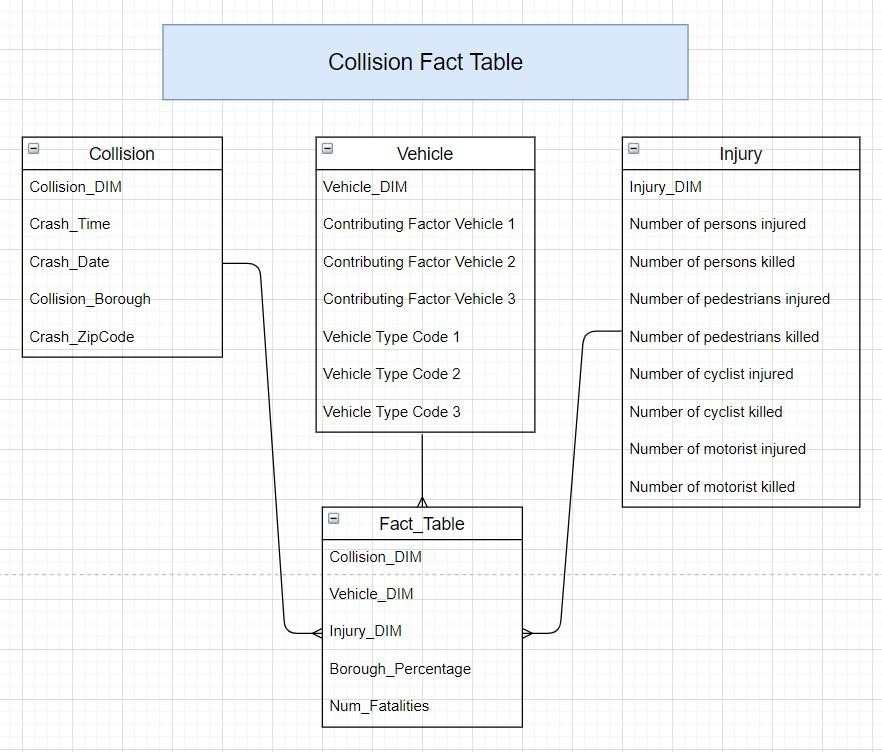 Collision Fact Table
Collision
Collision_DIM
Crash_Time
Crash_Date
Collision_Borough
Crash_ZipCode
Vehicle
Vehicle_DIM
Contributing Factor Vehicle 1
Contributing Factor Vehicle 2
Contributing Factor Vehicle 3
Vehicle Type Code 1
Vehicle Type Code 2
Vehicle Type Code 3
Injury
Injury_DIM
Number of persons injured
Number of persons killed
Number of pedestrians injured
Number of pedestrians killed
Number of cyclist injured
Number of cyclist killed
Number of motorist injured
Number of motorist killed
Fact_Table
Collision_DIM
Vehicle_DIM
Injury_DIM
Borough_Percentage
Num_Fatalities